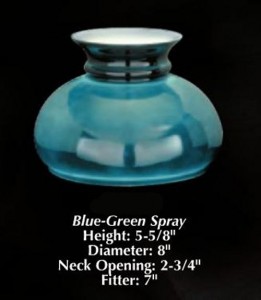 Blue-Green Spray
Height: 5-5/8"
Diameter: 8"
Neck Opening: 2-3/4"
Fitter: 7"